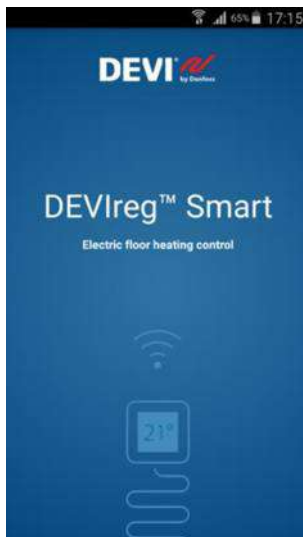 65% 17:15
DEVI
by Danfoss
DEVIreg™ Smart
Electric floor heating control
21°